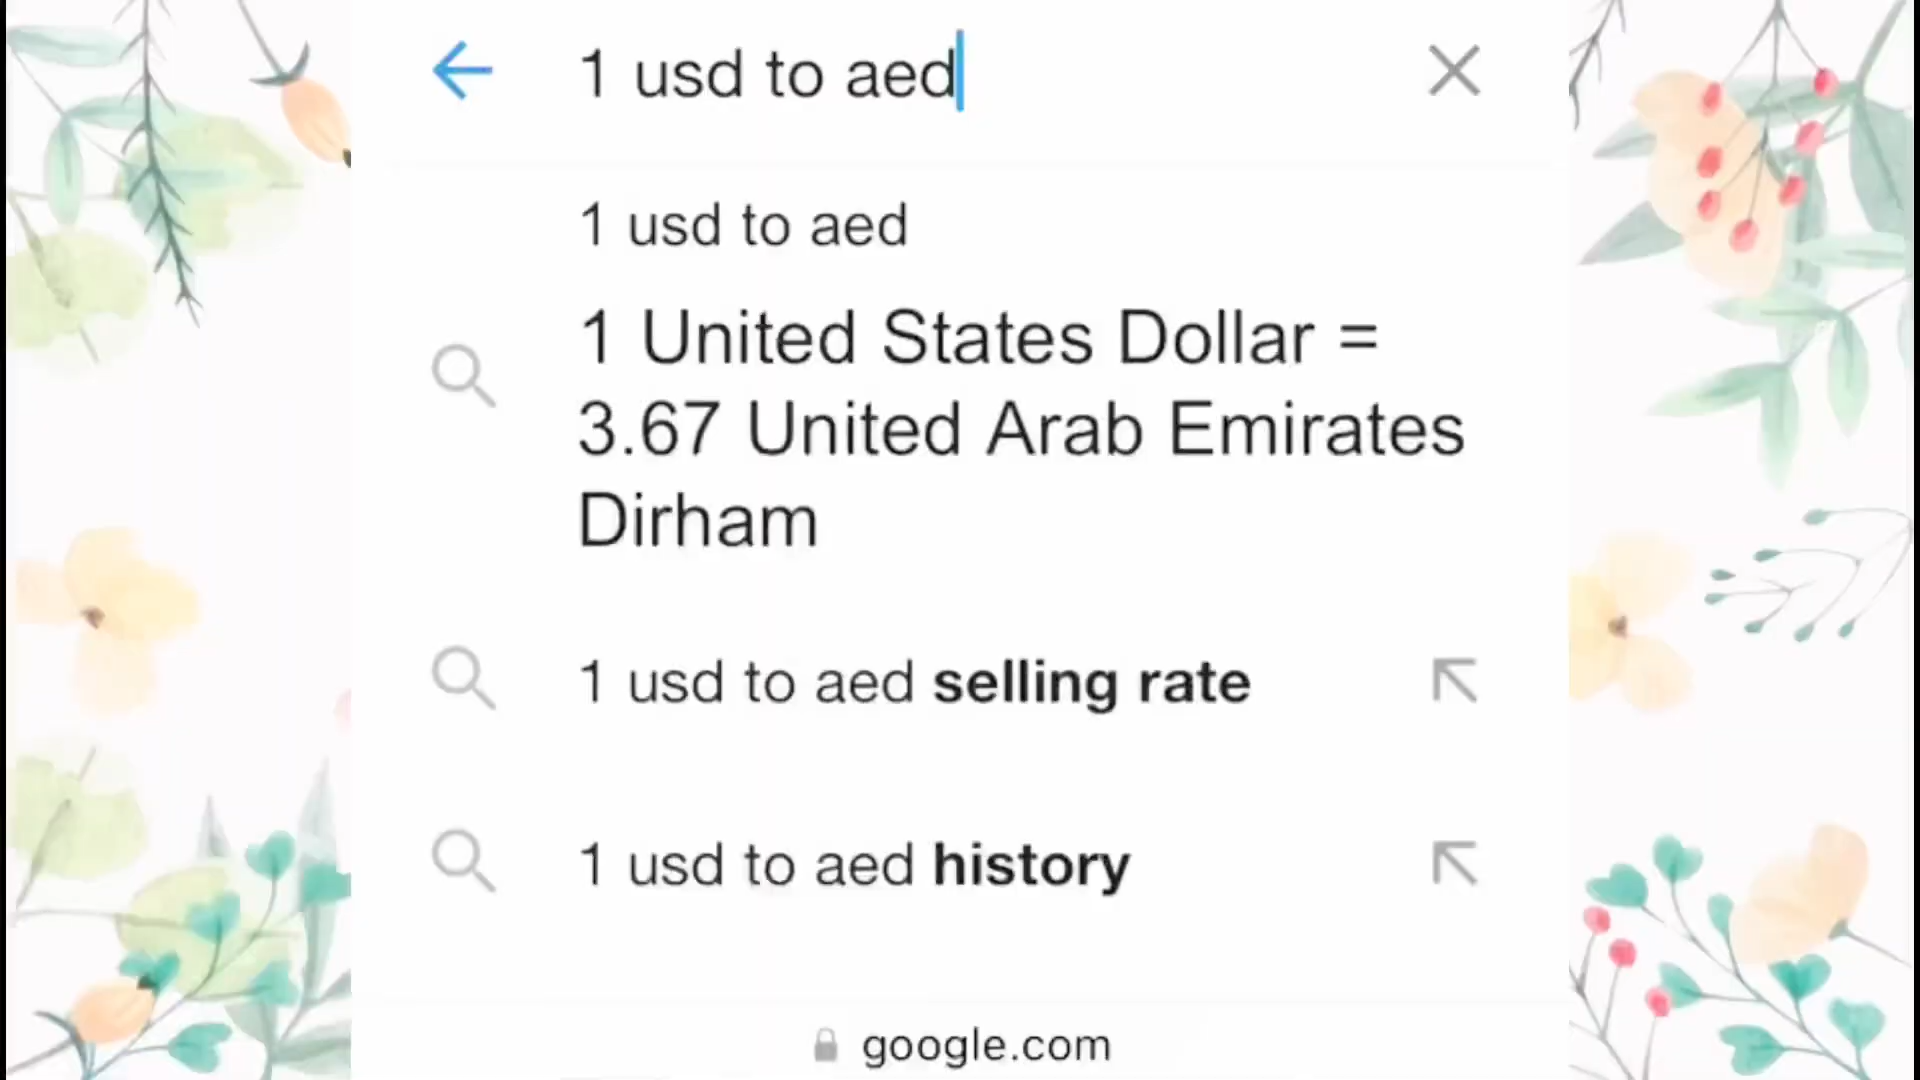 1 usd to aed
1 usd to aed
1 United States Dollar =
3.67 United Arab Emirates
Dirham
1 usd to aed selling rate
1 usd to aed history
google.com